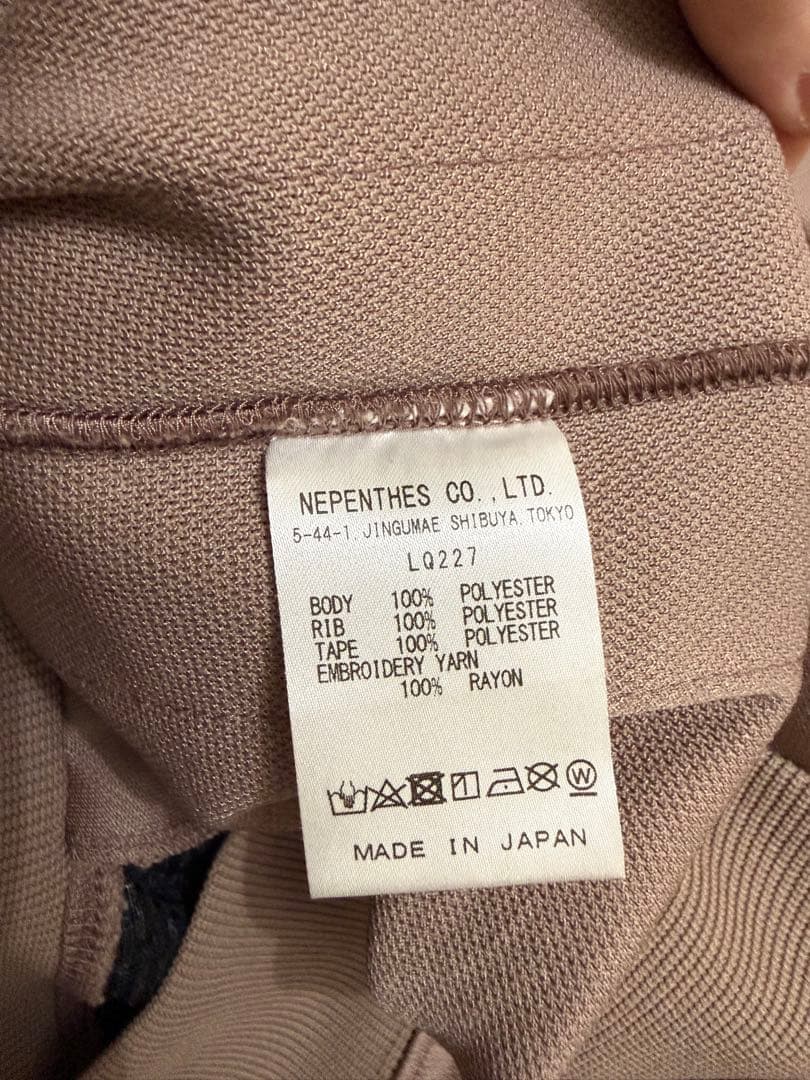 NEPENTHES CO.,LTD.
5-44-1, JINGUMAE SHIBUYA, TOKYO
LQ227
BODY 100% POLYESTER
RIB 100% POLYESTER
TAPE 100% POLYESTER
EMBROIDERY YARN
100% RAYON
W
MADE IN JAPAN